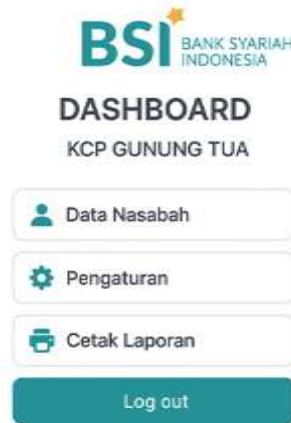 BSI BANK SYARIAH
INDONESIA
DASHBOARD
KCP GUNUNG TUA
Data Nasabah
Pengaturan
Cetak Laporan
Log out